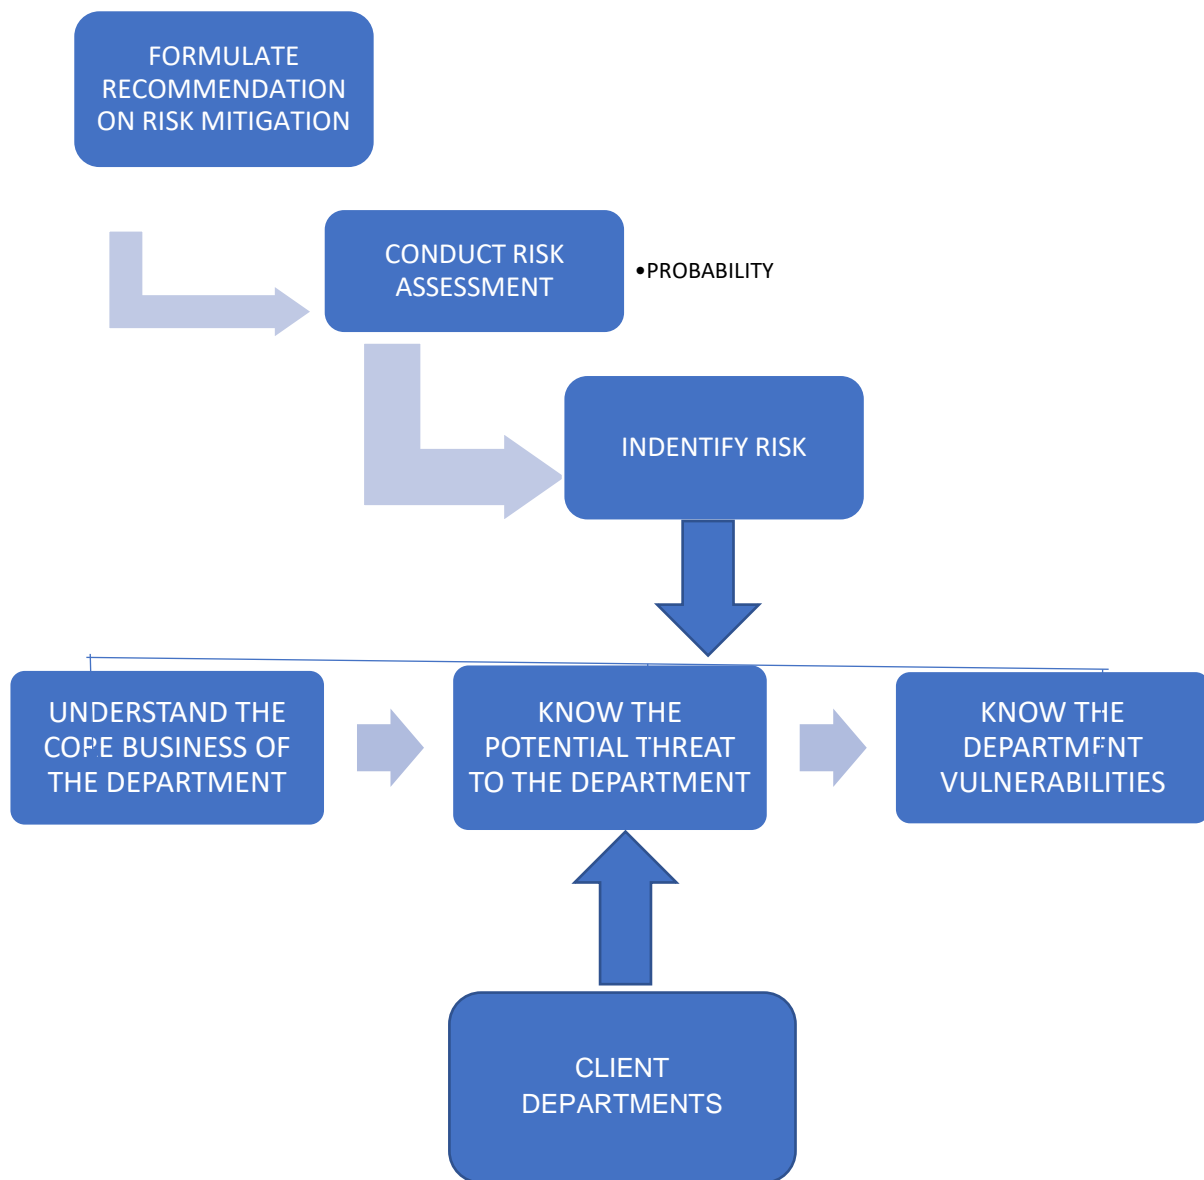 FORMULATE
RECOMMENDATION
ON RISK MITIGATION
CONDUCT RISK
ASSESSMENT
•PROBABILITY
INDENTIFY RISK
UNDERSTAND THE
COPE BUSINESS OF
THE DEPARTMENT
KNOW THE
POTENTIAL THREAT
TO THE DEPARTMENT
KNOW THE
DEPARTMENT
VULNERABILITIES
CLIENT
DEPARTMENTS